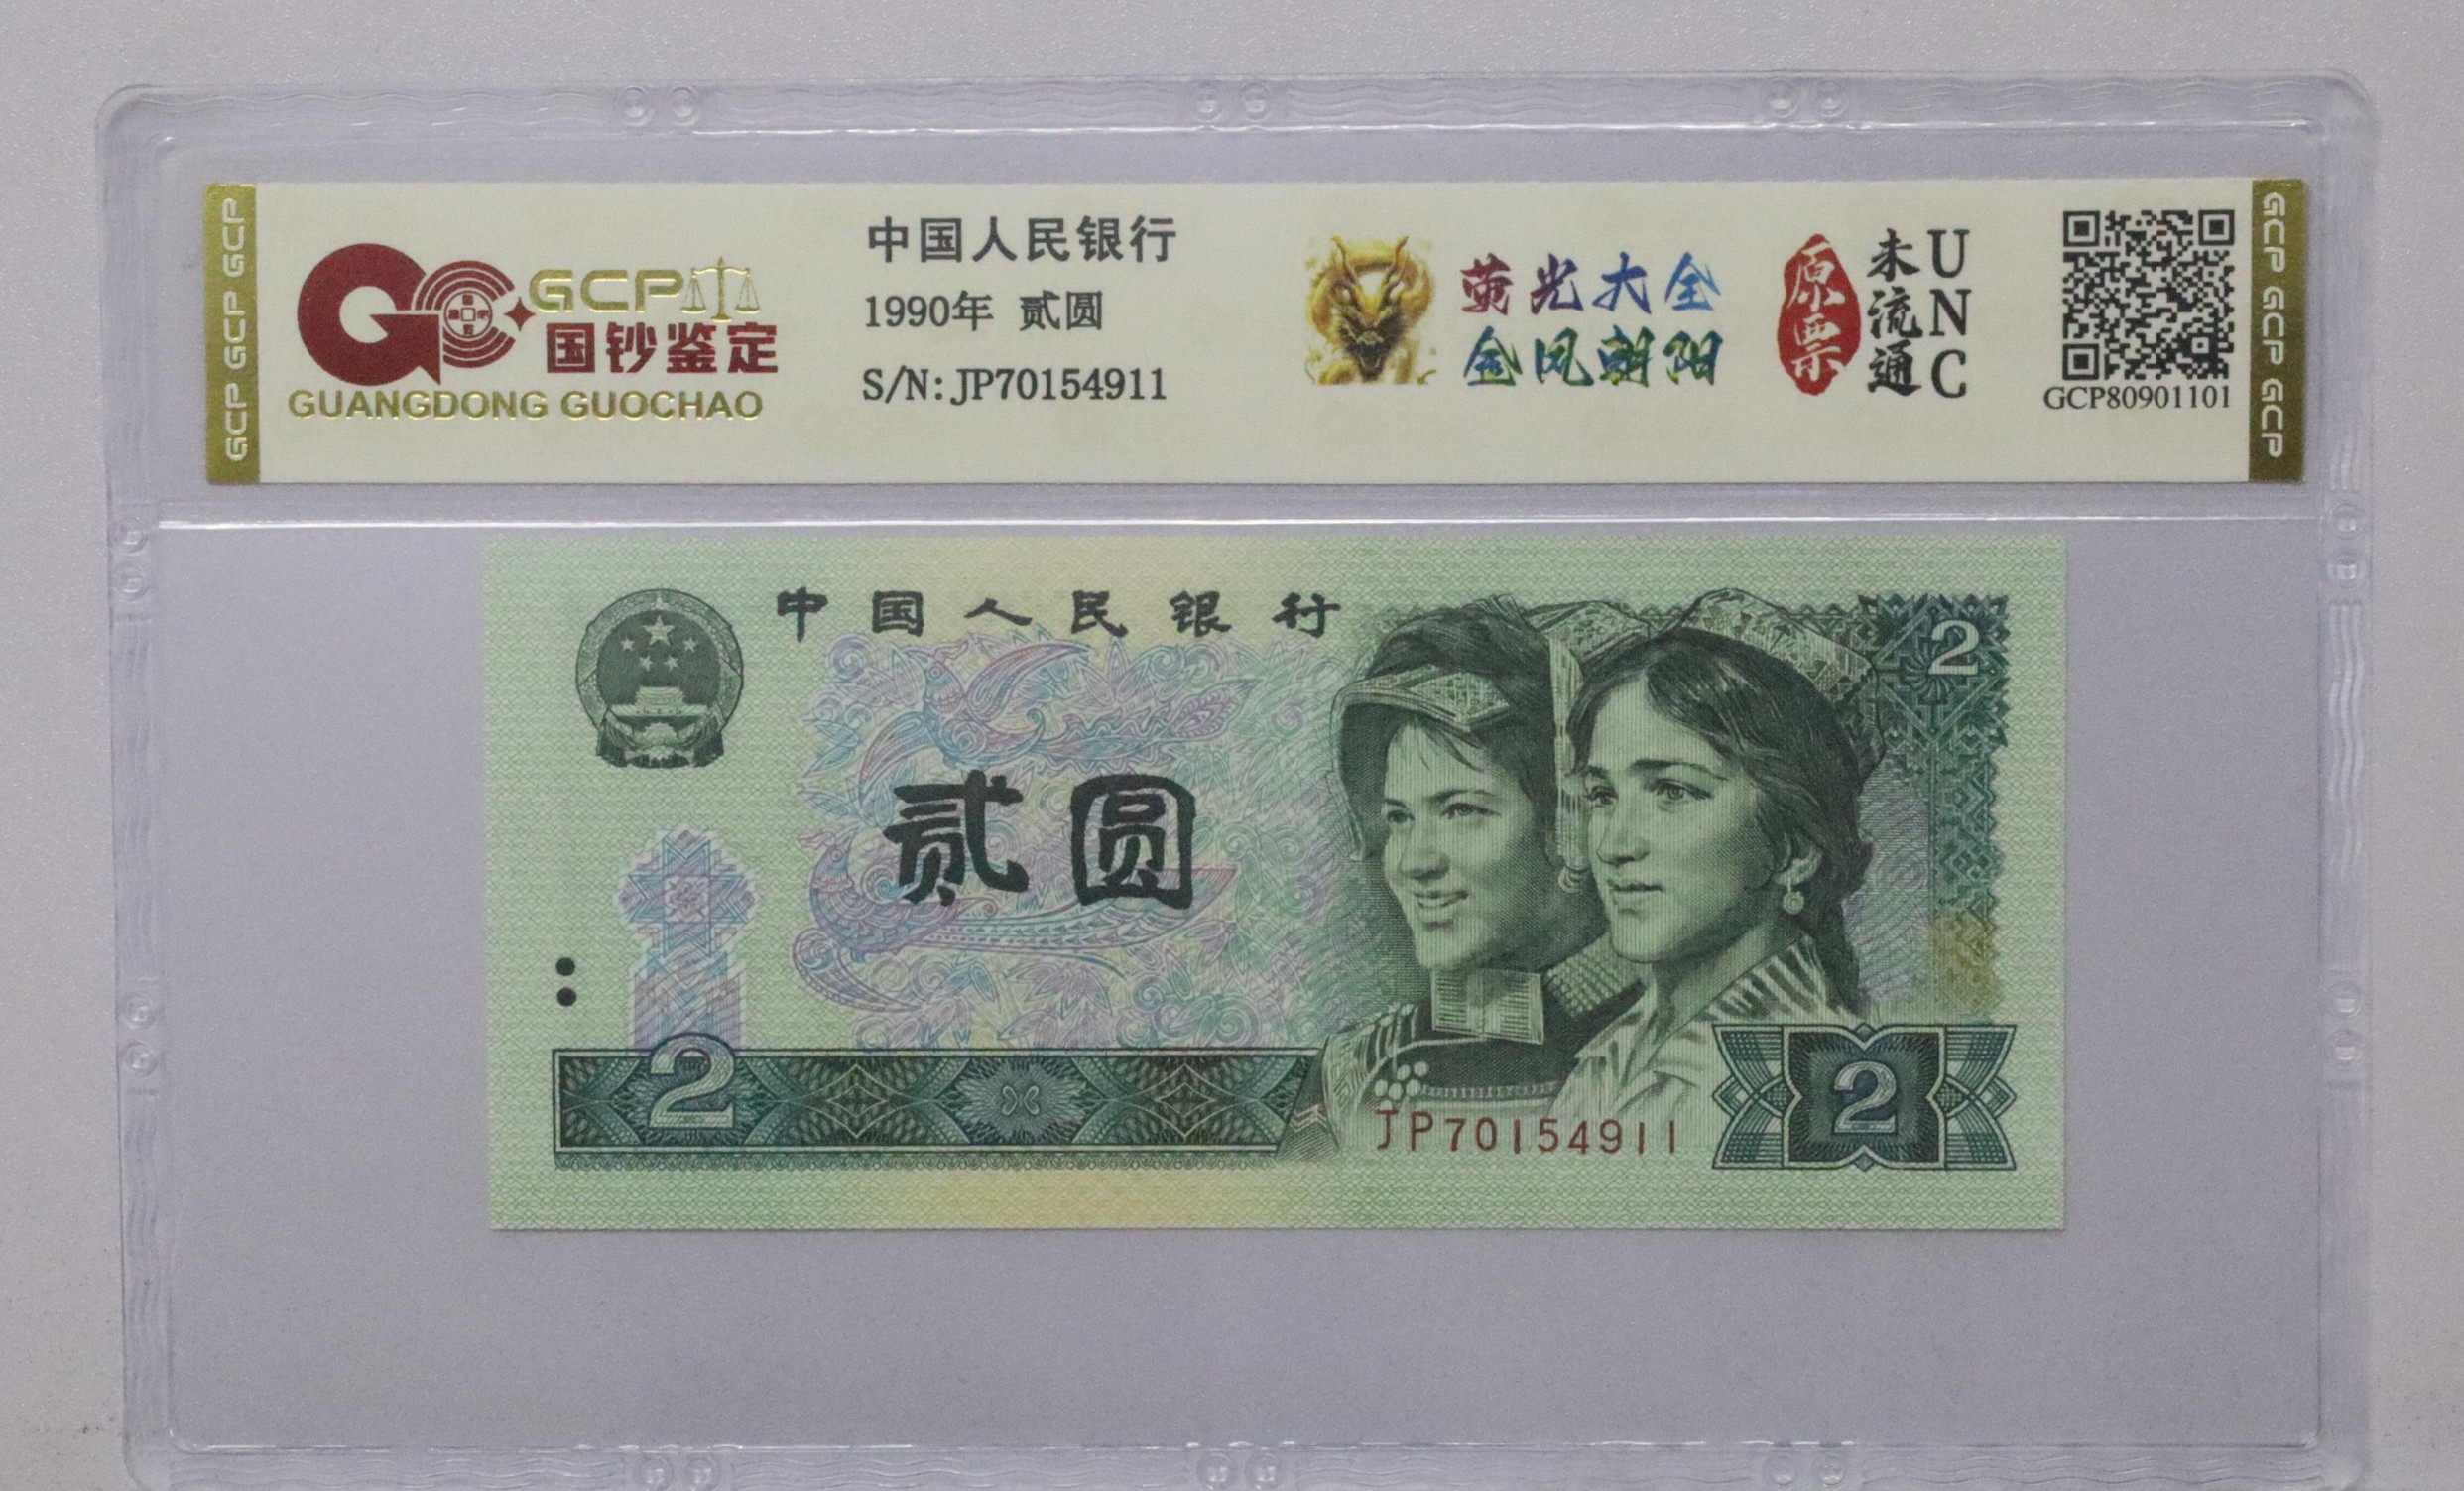 GCP GCP GCP
GCP
国钞鉴定
GUANGDONG GUOCHAO
中国人民银行
1990年 贰圆
S/N: JP70154911
荧光大全
金凤朝阳
原票
未流通
UNC
GCP80901101
GCP GCP GCP
中国人民银行
2
贰圆
2
JP70154911
2